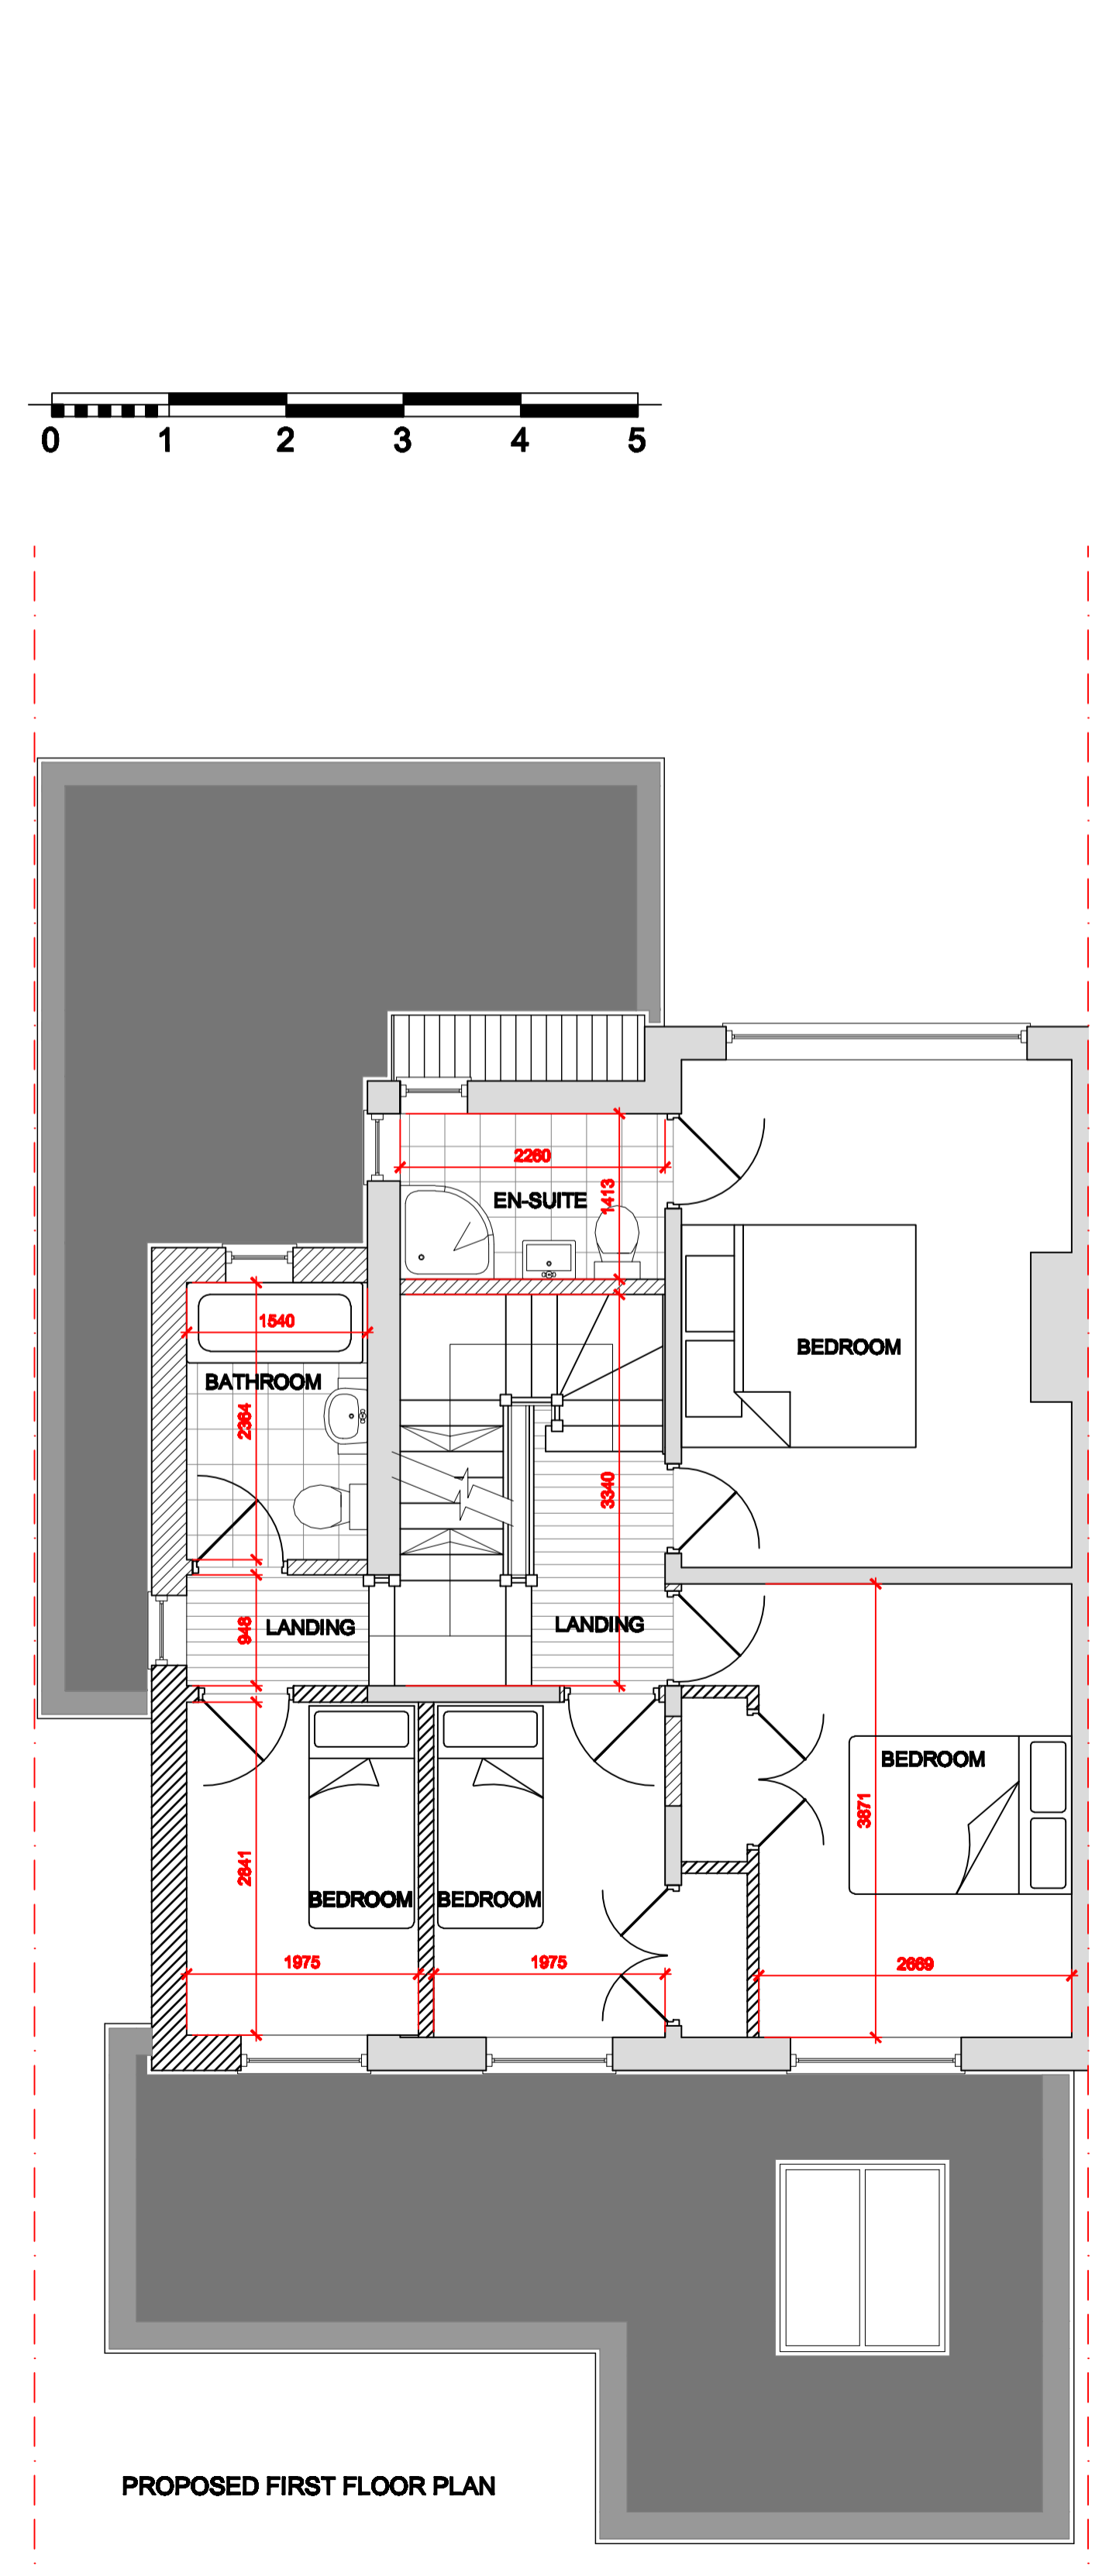 0 1 2 3 4 5
2260
EN-SUITE
1413
1540
BEDROOM
BATHROOM
2364
3340
LANDING
LANDING
948
BEDROOM
3871
2841
BEDROOM
BEDROOM
1975
1975
2669
PROPOSED FIRST FLOOR PLAN